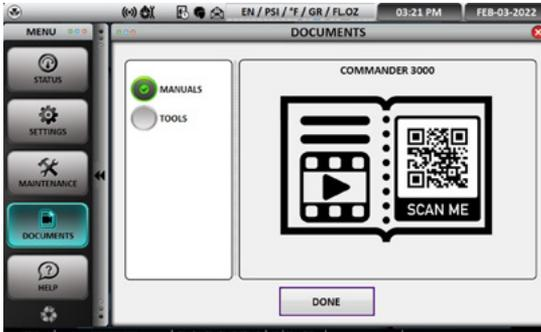 EN / PSI / °F / GR / FL.OZ
03:21 PM
FEB-03-2022
MENU
DOCUMENTS
STATUS
SETTINGS
MAINTENANCE
DOCUMENTS
HELP
MANUALS
TOOLS
COMMANDER 3000
SCAN ME
DONE